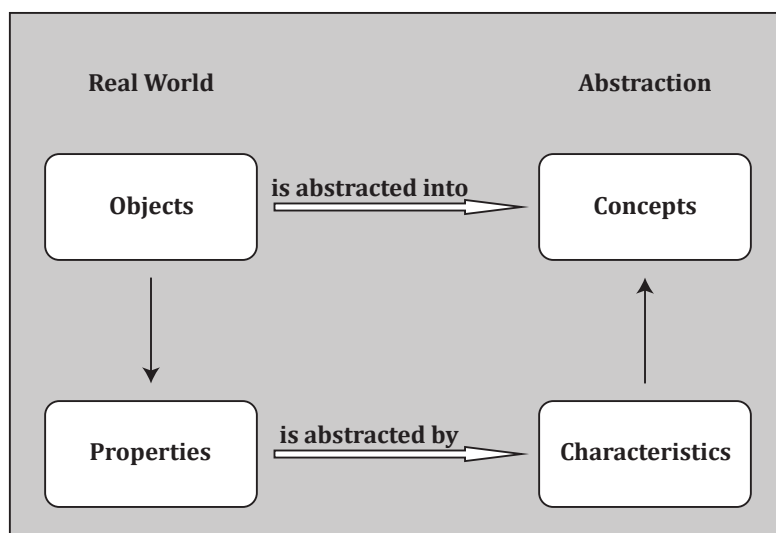 Real World
Abstraction
Objects
is abstracted into
Concepts
Properties
is abstracted by
Characteristics